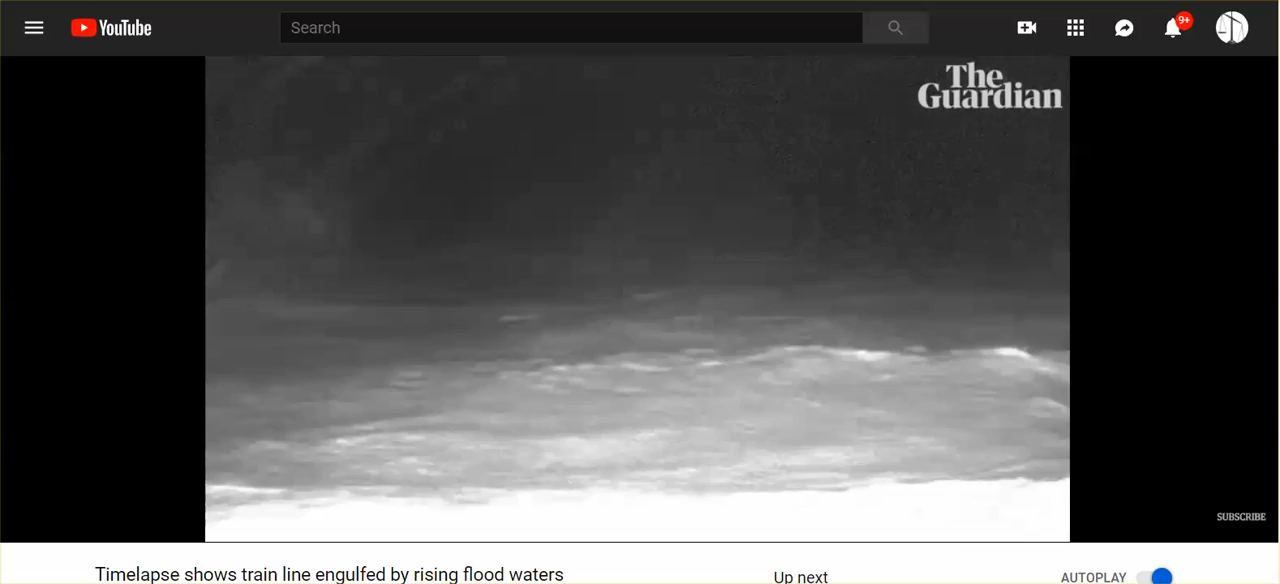 YouTube
Search
9+
The
Guardian
SUBSCRIBE
Timelapse shows train line engulfed by rising flood waters
Up next
AUTOPLAY